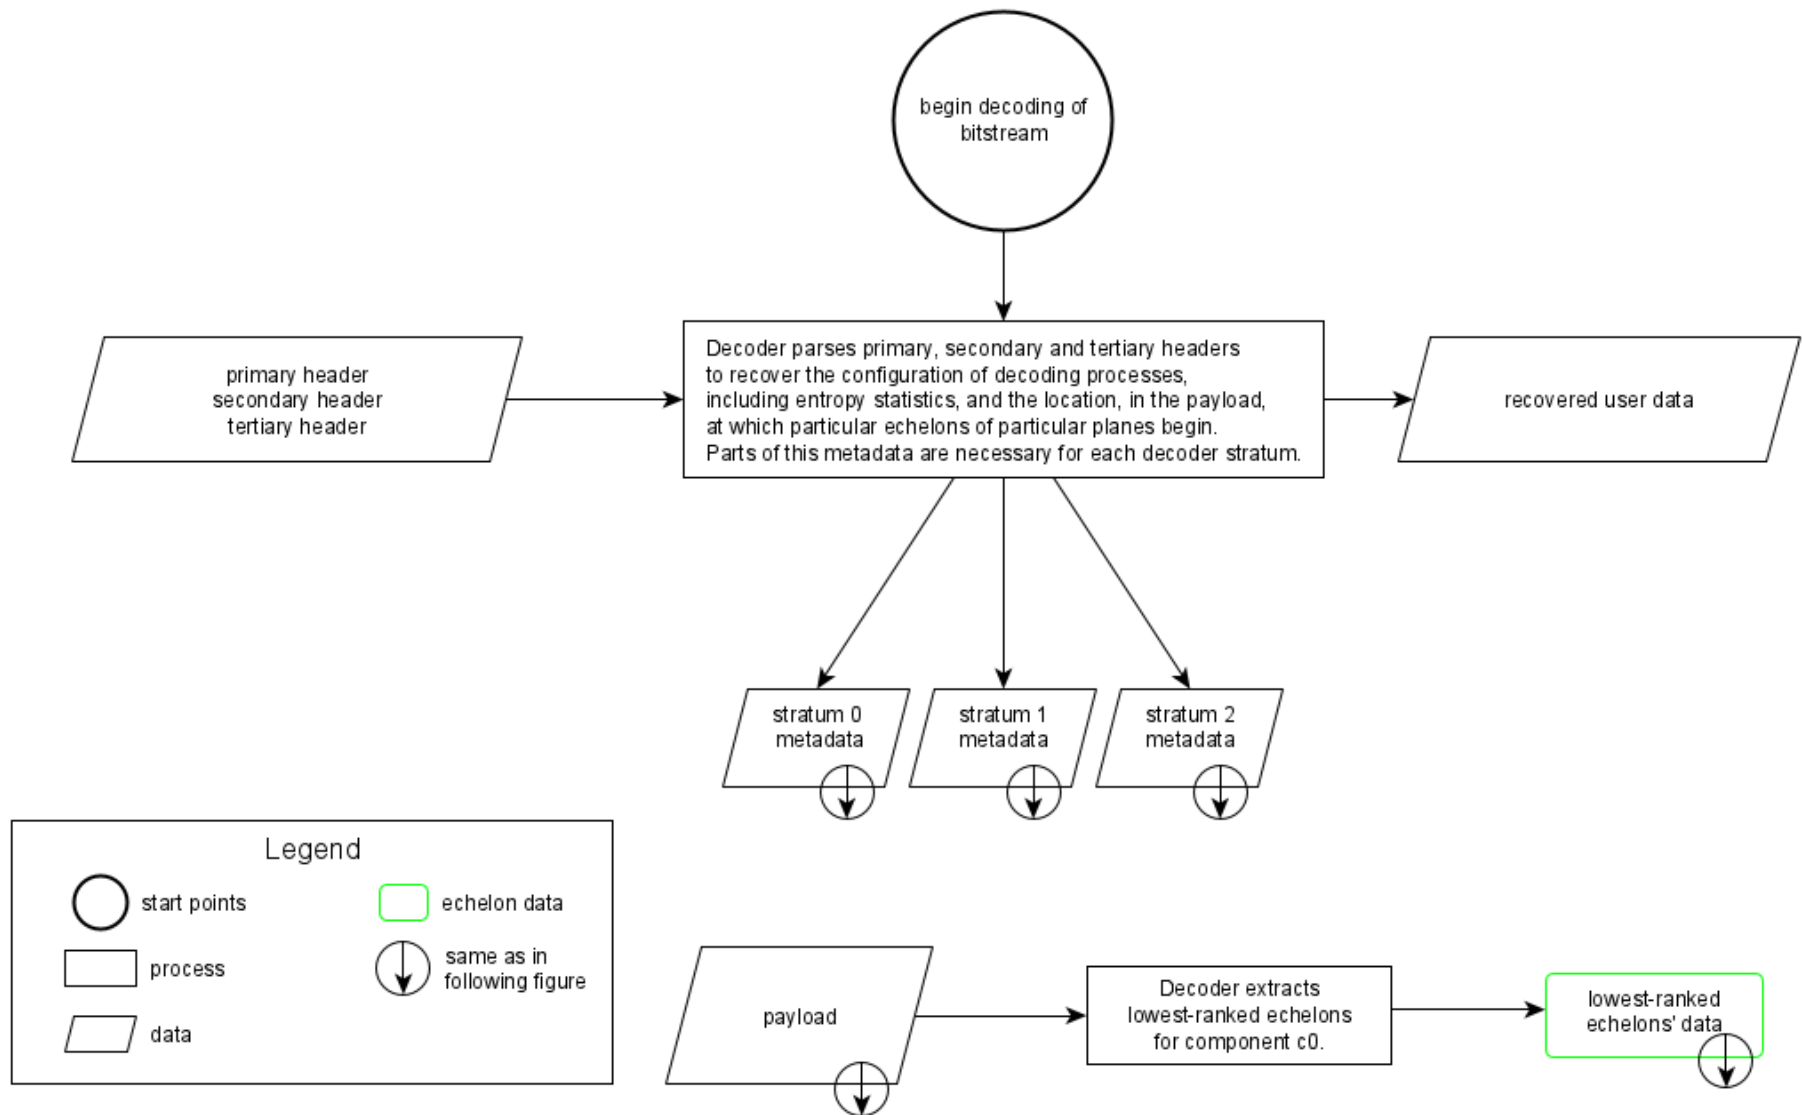 begin decoding of
bitstream
primary header
secondary header
tertiary header
Decoder parses primary, secondary and tertiary headers
to recover the configuration of decoding processes,
including entropy statistics, and the location, in the payload,
at which particular echelons of particular planes begin.
Parts of this metadata are necessary for each decoder stratum.
recovered user data
stratum 0
metadata
stratum 1
metadata
stratum 2
metadata
Legend
start points
echelon data
process
same as in
following figure
data
payload
Decoder extracts
lowest-ranked echelons
for component c0.
lowest-ranked
echelons' data